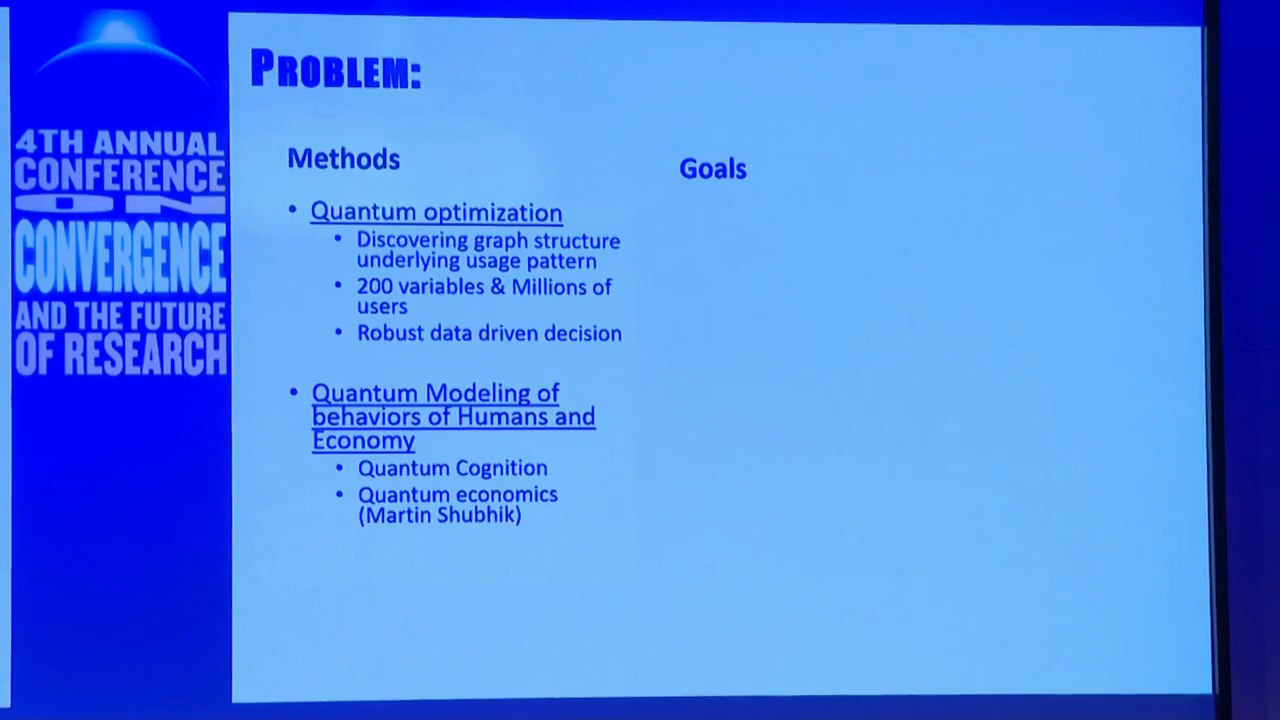 4TH ANNUAL
CONFERENCE
ON
CONVERGENCE
AND THE FUTURE
OF RESEARCH
PROBLEM:
Methods
• Quantum optimization
• Discovering graph structure
underlying usage pattern
• 200 variables & Millions of
users
• Robust data driven decision
• Quantum Modeling of
behaviors of Humans and
Economy
• Quantum Cognition
• Quantum economics
(Martin Shubhik)
Goals